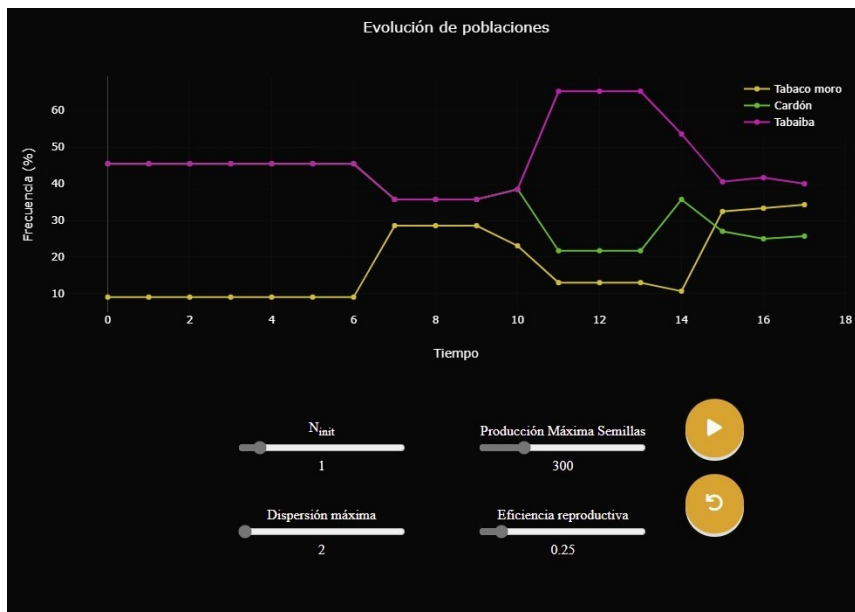 Evolución de poblaciones
Tabaco moro
Cardón
Tabaiba
Frecuencia (%)
60
50
40
30
20
10
0 2 4 6 8 10 12 14 16 18
Tiempo
N_init Producción Máxima Semillas
1 300
Dispersión máxima Eficiencia reproductiva
2 0.25